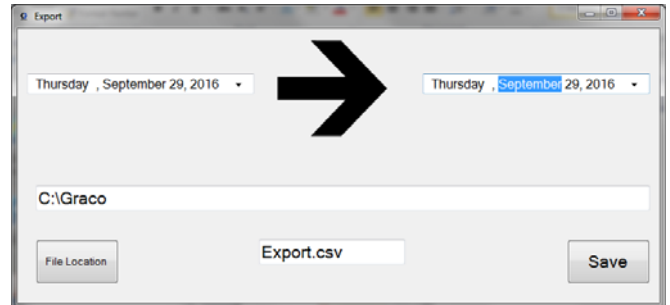 Export
Thursday , September 29, 2016
Thursday , September 29, 2016
C:\Graco
File Location
Export.csv
Save